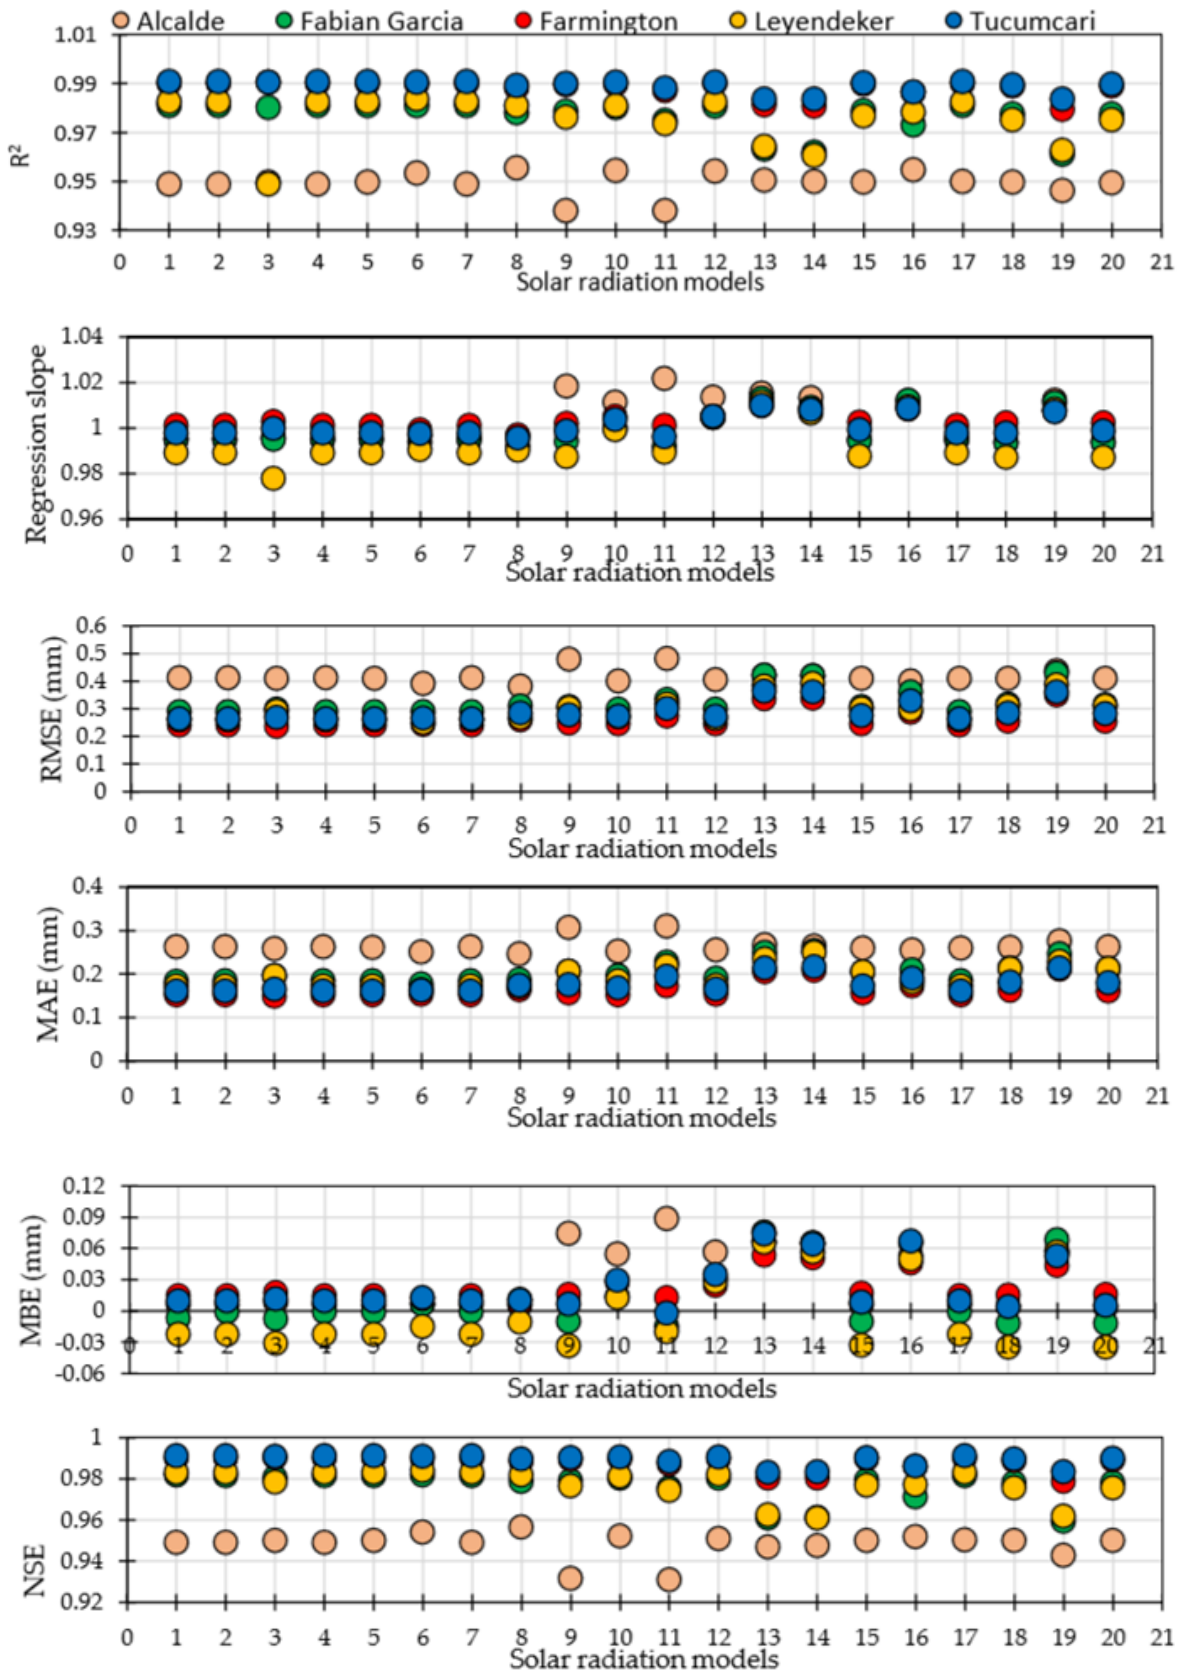 Alcalde Fabian Garcia Farmington Leyendeker Tucumcari
1.01
0.99
0.97
0.95
0.93
R²
0 1 2 3 4 5 6 7 8 9 10 11 12 13 14 15 16 17 18 19 20 21
Solar radiation models
1.04
1.02
1
0.98
0.96
Regression slope
0 1 2 3 4 5 6 7 8 9 10 11 12 13 14 15 16 17 18 19 20 21
Solar radiation models
0.6
0.5
0.4
0.3
0.2
0.1
0
RMSE (mm)
0 1 2 3 4 5 6 7 8 9 10 11 12 13 14 15 16 17 18 19 20 21
Solar radiation models
0.4
0.3
0.2
0.1
0
MAE (mm)
0 1 2 3 4 5 6 7 8 9 10 11 12 13 14 15 16 17 18 19 20 21
Solar radiation models
0.12
0.09
0.06
0.03
0
-0.03
-0.06
MBE (mm)
0 1 2 3 4 5 6 7 8 9 10 11 12 13 14 15 16 17 18 19 20 21
Solar radiation models
1
0.98
0.96
0.94
0.92
NSE
0 1 2 3 4 5 6 7 8 9 10 11 12 13 14 15 16 17 18 19 20 21
Solar radiation models